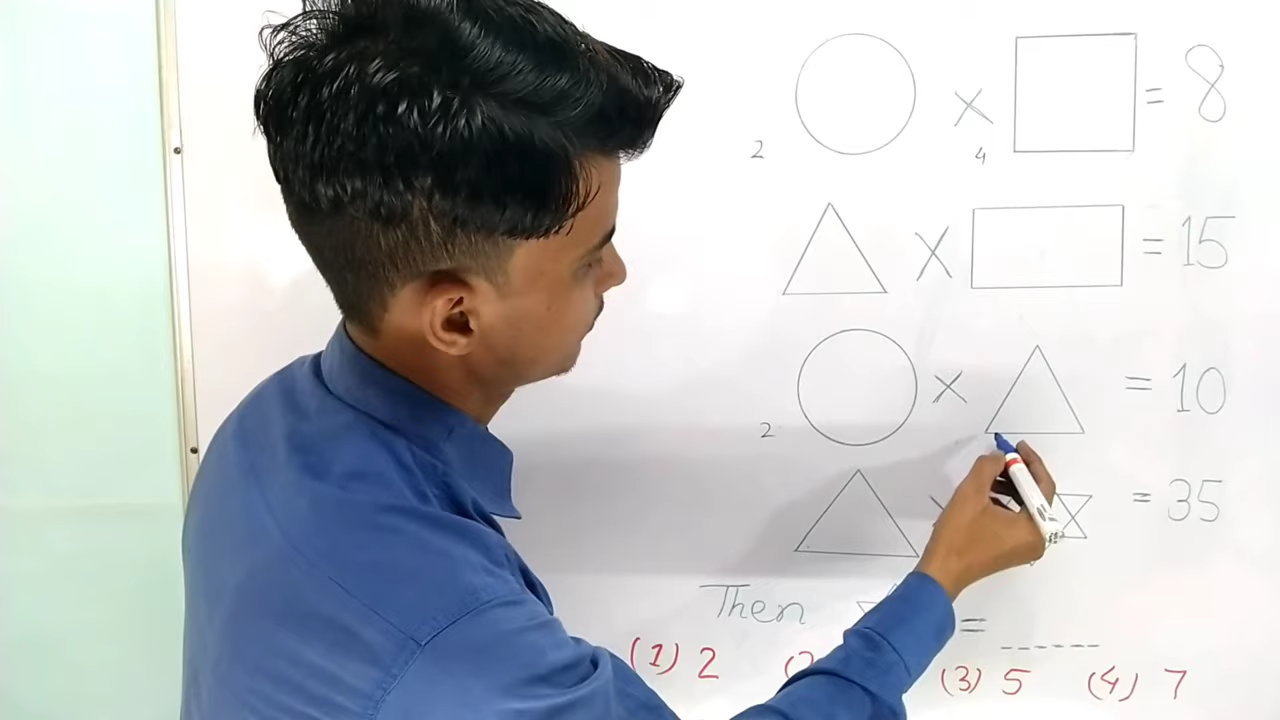 × = 8
2 4
× = 15
× = 10
2
= 35
Then = ------
(1) 2 (3) 5 (4) 7